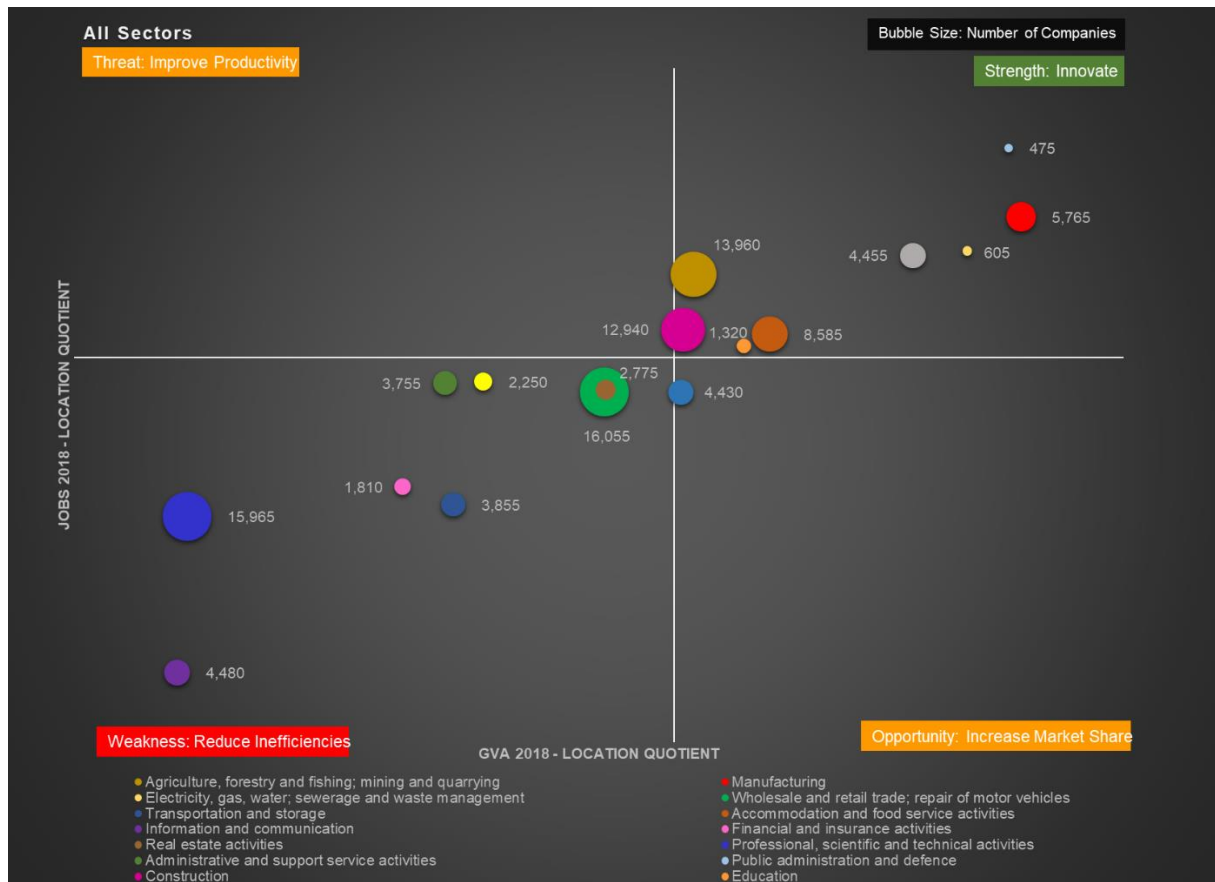 All Sectors
Bubble Size: Number of Companies
Threat: Improve Productivity
Strength: Innovate
475
5,765
13,960
4,455
605
12,940
1,320
8,585
3,755
2,250
2,775
4,430
16,055
1,810
3,855
15,965
4,480
JOBS 2018 - LOCATION QUOTIENT
Weakness: Reduce Inefficiencies
Opportunity: Increase Market Share
GVA 2018 - LOCATION QUOTIENT
Agriculture, forestry and fishing; mining and quarrying
Manufacturing
Electricity, gas, water; sewerage and waste management
Wholesale and retail trade; repair of motor vehicles
Transportation and storage
Accommodation and food service activities
Information and communication
Financial and insurance activities
Real estate activities
Professional, scientific and technical activities
Administrative and support service activities
Public administration and defence
Construction
Education